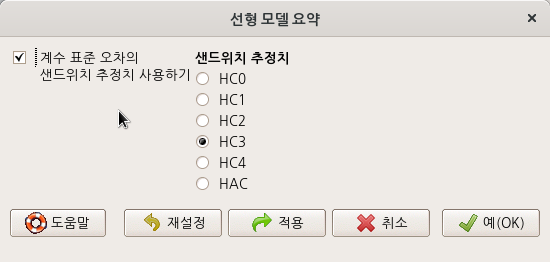 선형 모델 요약
계수 표준 오차의
샌드위치 추정치 사용하기
샌드위치 추정치
HC0
HC1
HC2
HC3
HC4
HAC
도움말 재설정 적용 취소 예(OK)